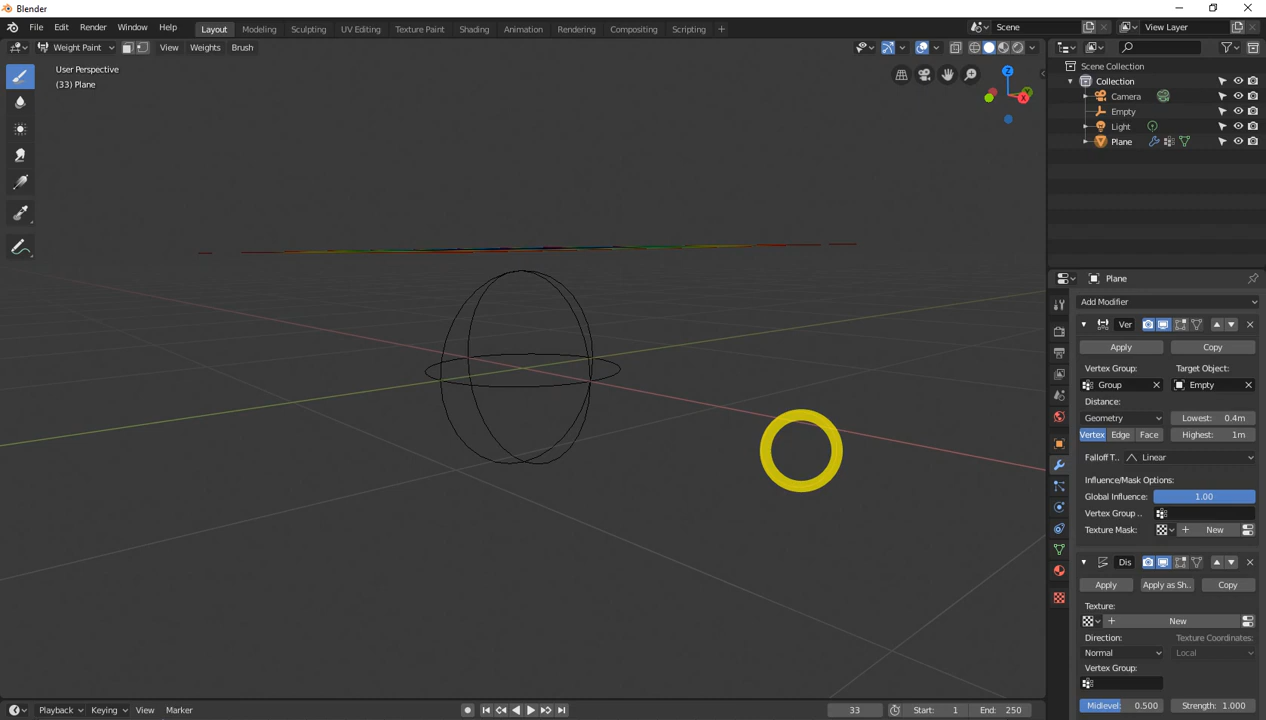 Blender
File Edit Render Window Help
Layout Modeling Sculpting UV Editing Texture Paint Shading Animation Rendering Compositing Scripting +
Scene
View Layer
Weight Paint View Weights Brush
User Perspective
(33) Plane
Z
Y
X
Scene Collection
Collection
Camera
Empty
Light
Plane
Plane
Add Modifier
Ver
Apply Copy
Vertex Group: Target Object:
Group Empty
Distance:
Geometry Lowest: 0.4m
Vertex Edge Face Highest: 1m
Falloff T.. Linear
Influence/Mask Options:
Global Influence: 1.00
Vertex Group ..
Texture Mask: New
Dis
Apply Apply as Sh.. Copy
Texture:
New
Direction: Texture Coordinates:
Normal Local
Vertex Group:
Midlevel: 0.500 Strength: 1.000
Playback Keying View Marker
33 Start: 1 End: 250